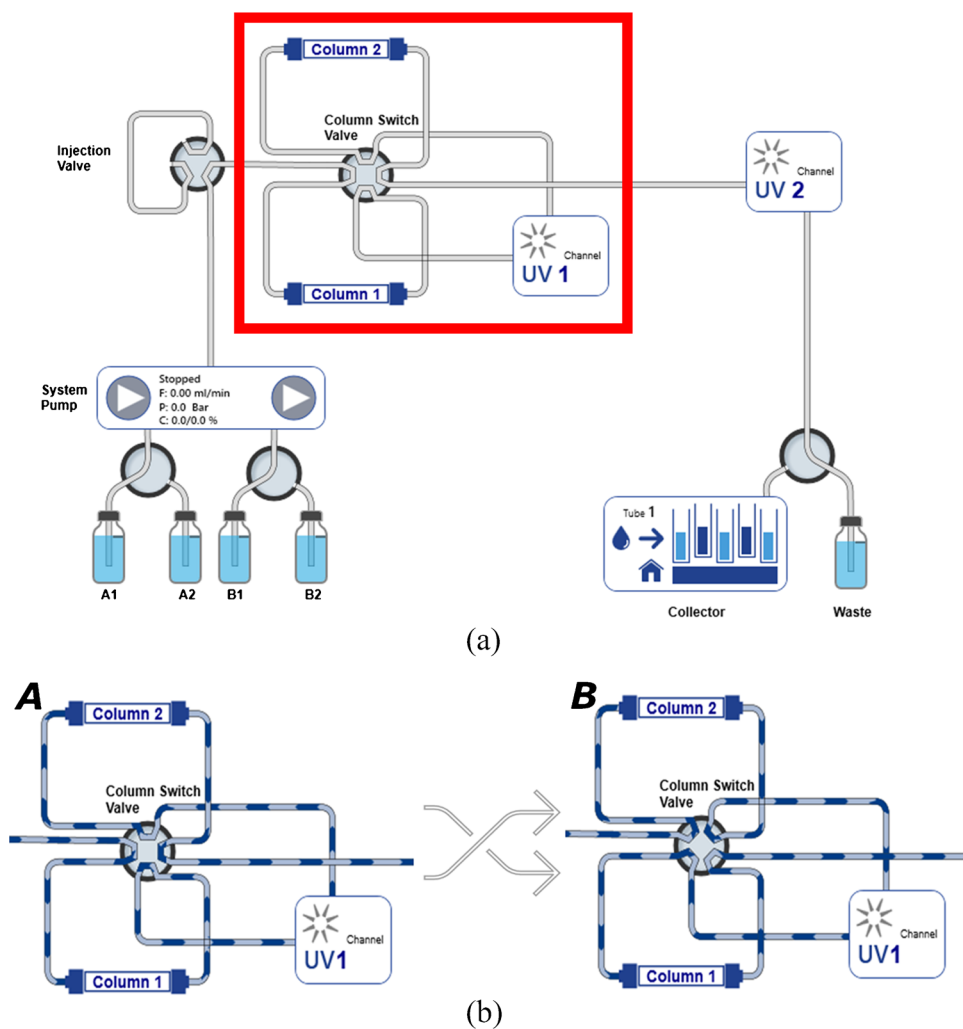 Column 2
Column Switch
Valve
Injection
Valve
Channel
UV 2
Channel
UV 1
Column 1
System
Pump
Stopped
F: 0.00 ml/min
P: 0.0 Bar
C: 0.0/0.0 %
Tube 1
A1
A2
B1
B2
Collector
Waste
(a)
A
Column 2
Column Switch
Valve
Channel
UV1
Column 1
B
Column 2
Column Switch
Valve
Channel
UV1
Column 1
(b)